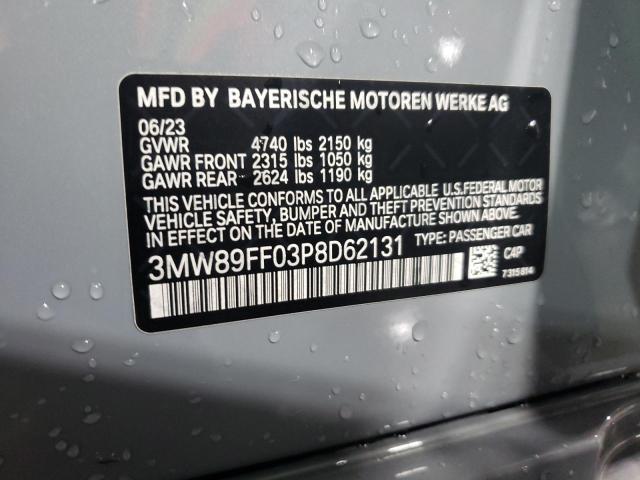 MFD BY BAYERISCHE MOTOREN WERKE AG
06/23
GVWR 4740 lbs 2150 kg
GAWR FRONT 2315 lbs 1050 kg
GAWR REAR 2624 lbs 1190 kg
THIS VEHICLE CONFORMS TO ALL APPLICABLE U.S.FEDERAL MOTOR
VEHICLE SAFETY, BUMPER AND THEFT PREVENTION STANDARDS
IN EFFECT ON THE DATE OF MANUFACTURE SHOWN ABOVE.
3MW89FF03P8D62131 TYPE: PASSENGER CAR
C4P
7315814